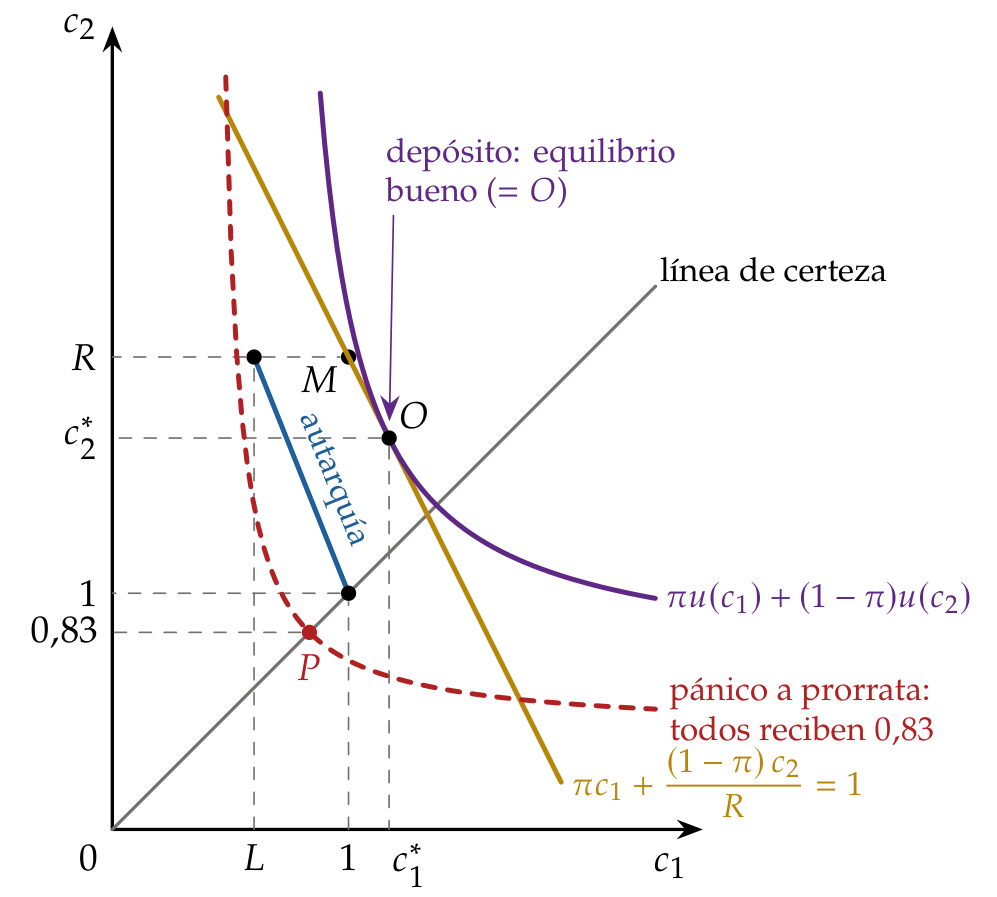 c₂
depósito: equilibrio
bueno (= O)
línea de certeza
R
M
c₂*
O
autarquía
1
πu(c₁) + (1 − π)u(c₂)
0,83
P
pánico a prorrata:
todos reciben 0,83
πc₁ + (1 − π) c₂ / R = 1
0
L
1
c₁*
c₁